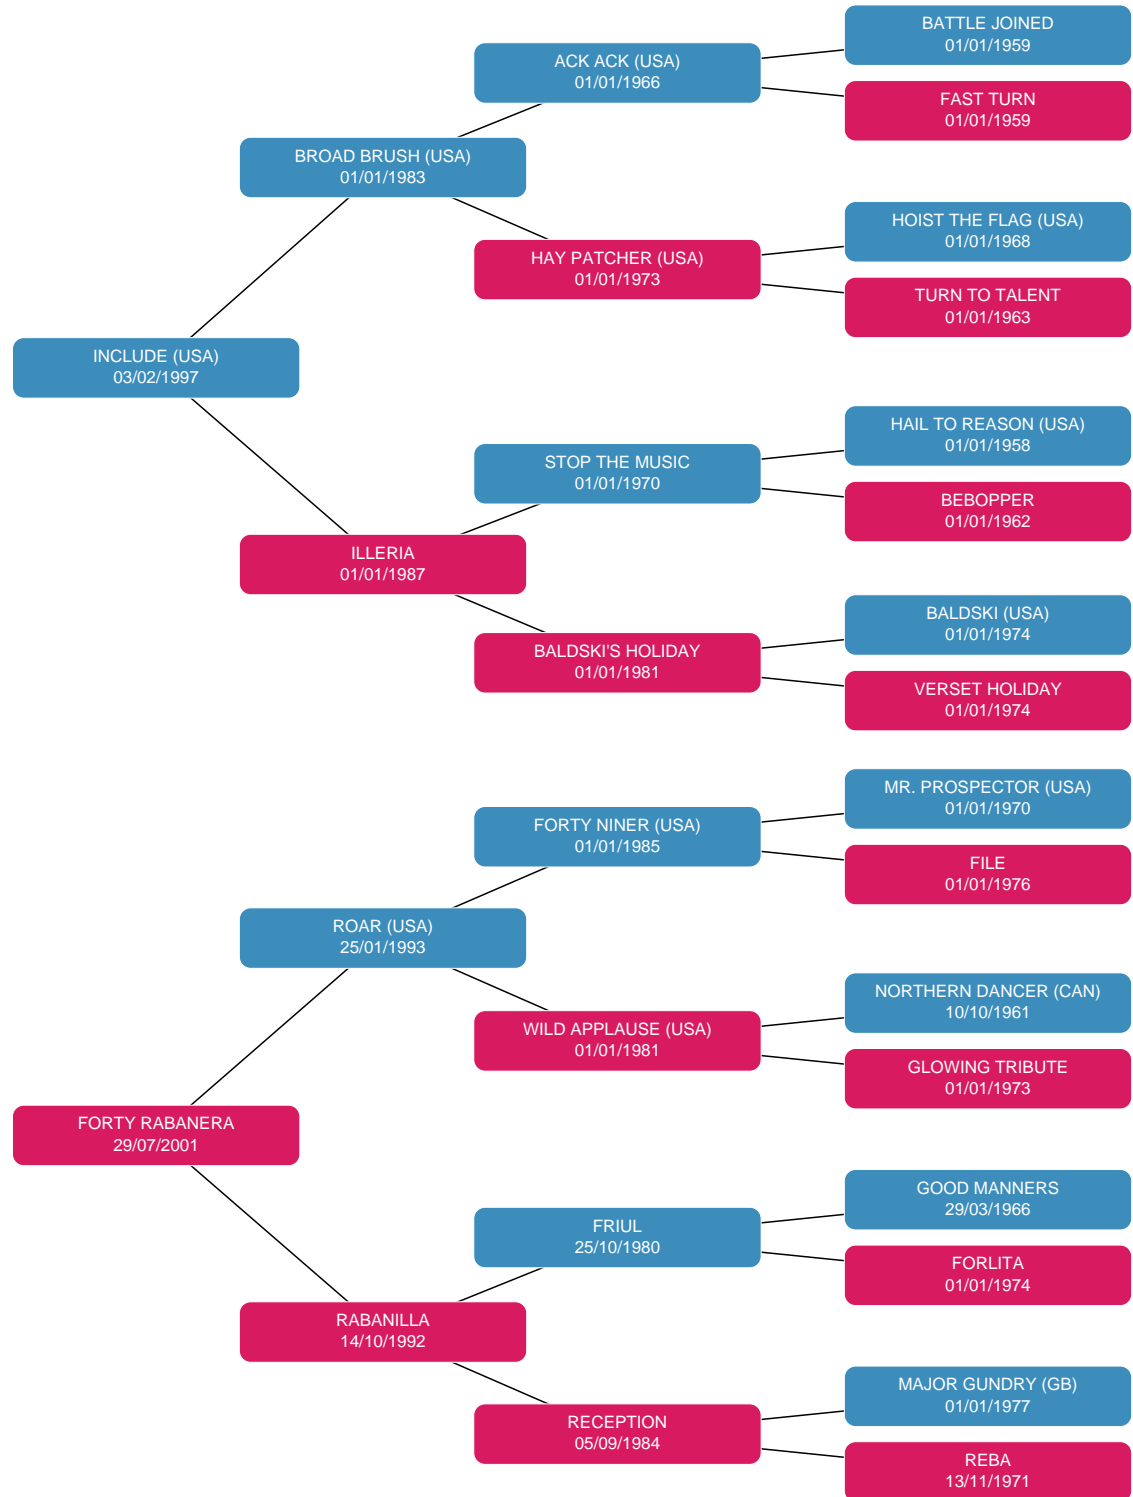 BATTLE JOINED
01/01/1959
ACK ACK (USA)
01/01/1966
FAST TURN
01/01/1959
BROAD BRUSH (USA)
01/01/1983
HOIST THE FLAG (USA)
01/01/1968
HAY PATCHER (USA)
01/01/1973
TURN TO TALENT
01/01/1963
INCLUDE (USA)
03/02/1997
HAIL TO REASON (USA)
01/01/1958
STOP THE MUSIC
01/01/1970
BEBOPPER
01/01/1962
ILLERIA
01/01/1987
BALDSKI (USA)
01/01/1974
BALDSKI'S HOLIDAY
01/01/1981
VERSET HOLIDAY
01/01/1974
MR. PROSPECTOR (USA)
01/01/1970
FORTY NINER (USA)
01/01/1985
FILE
01/01/1976
ROAR (USA)
25/01/1993
NORTHERN DANCER (CAN)
10/10/1961
WILD APPLAUSE (USA)
01/01/1981
GLOWING TRIBUTE
01/01/1973
FORTY RABANERA
29/07/2001
GOOD MANNERS
29/03/1966
FRIUL
25/10/1980
FORLITA
01/01/1974
RABANILLA
14/10/1992
MAJOR GUNDRY (GB)
01/01/1977
RECEPTION
05/09/1984
REBA
13/11/1971